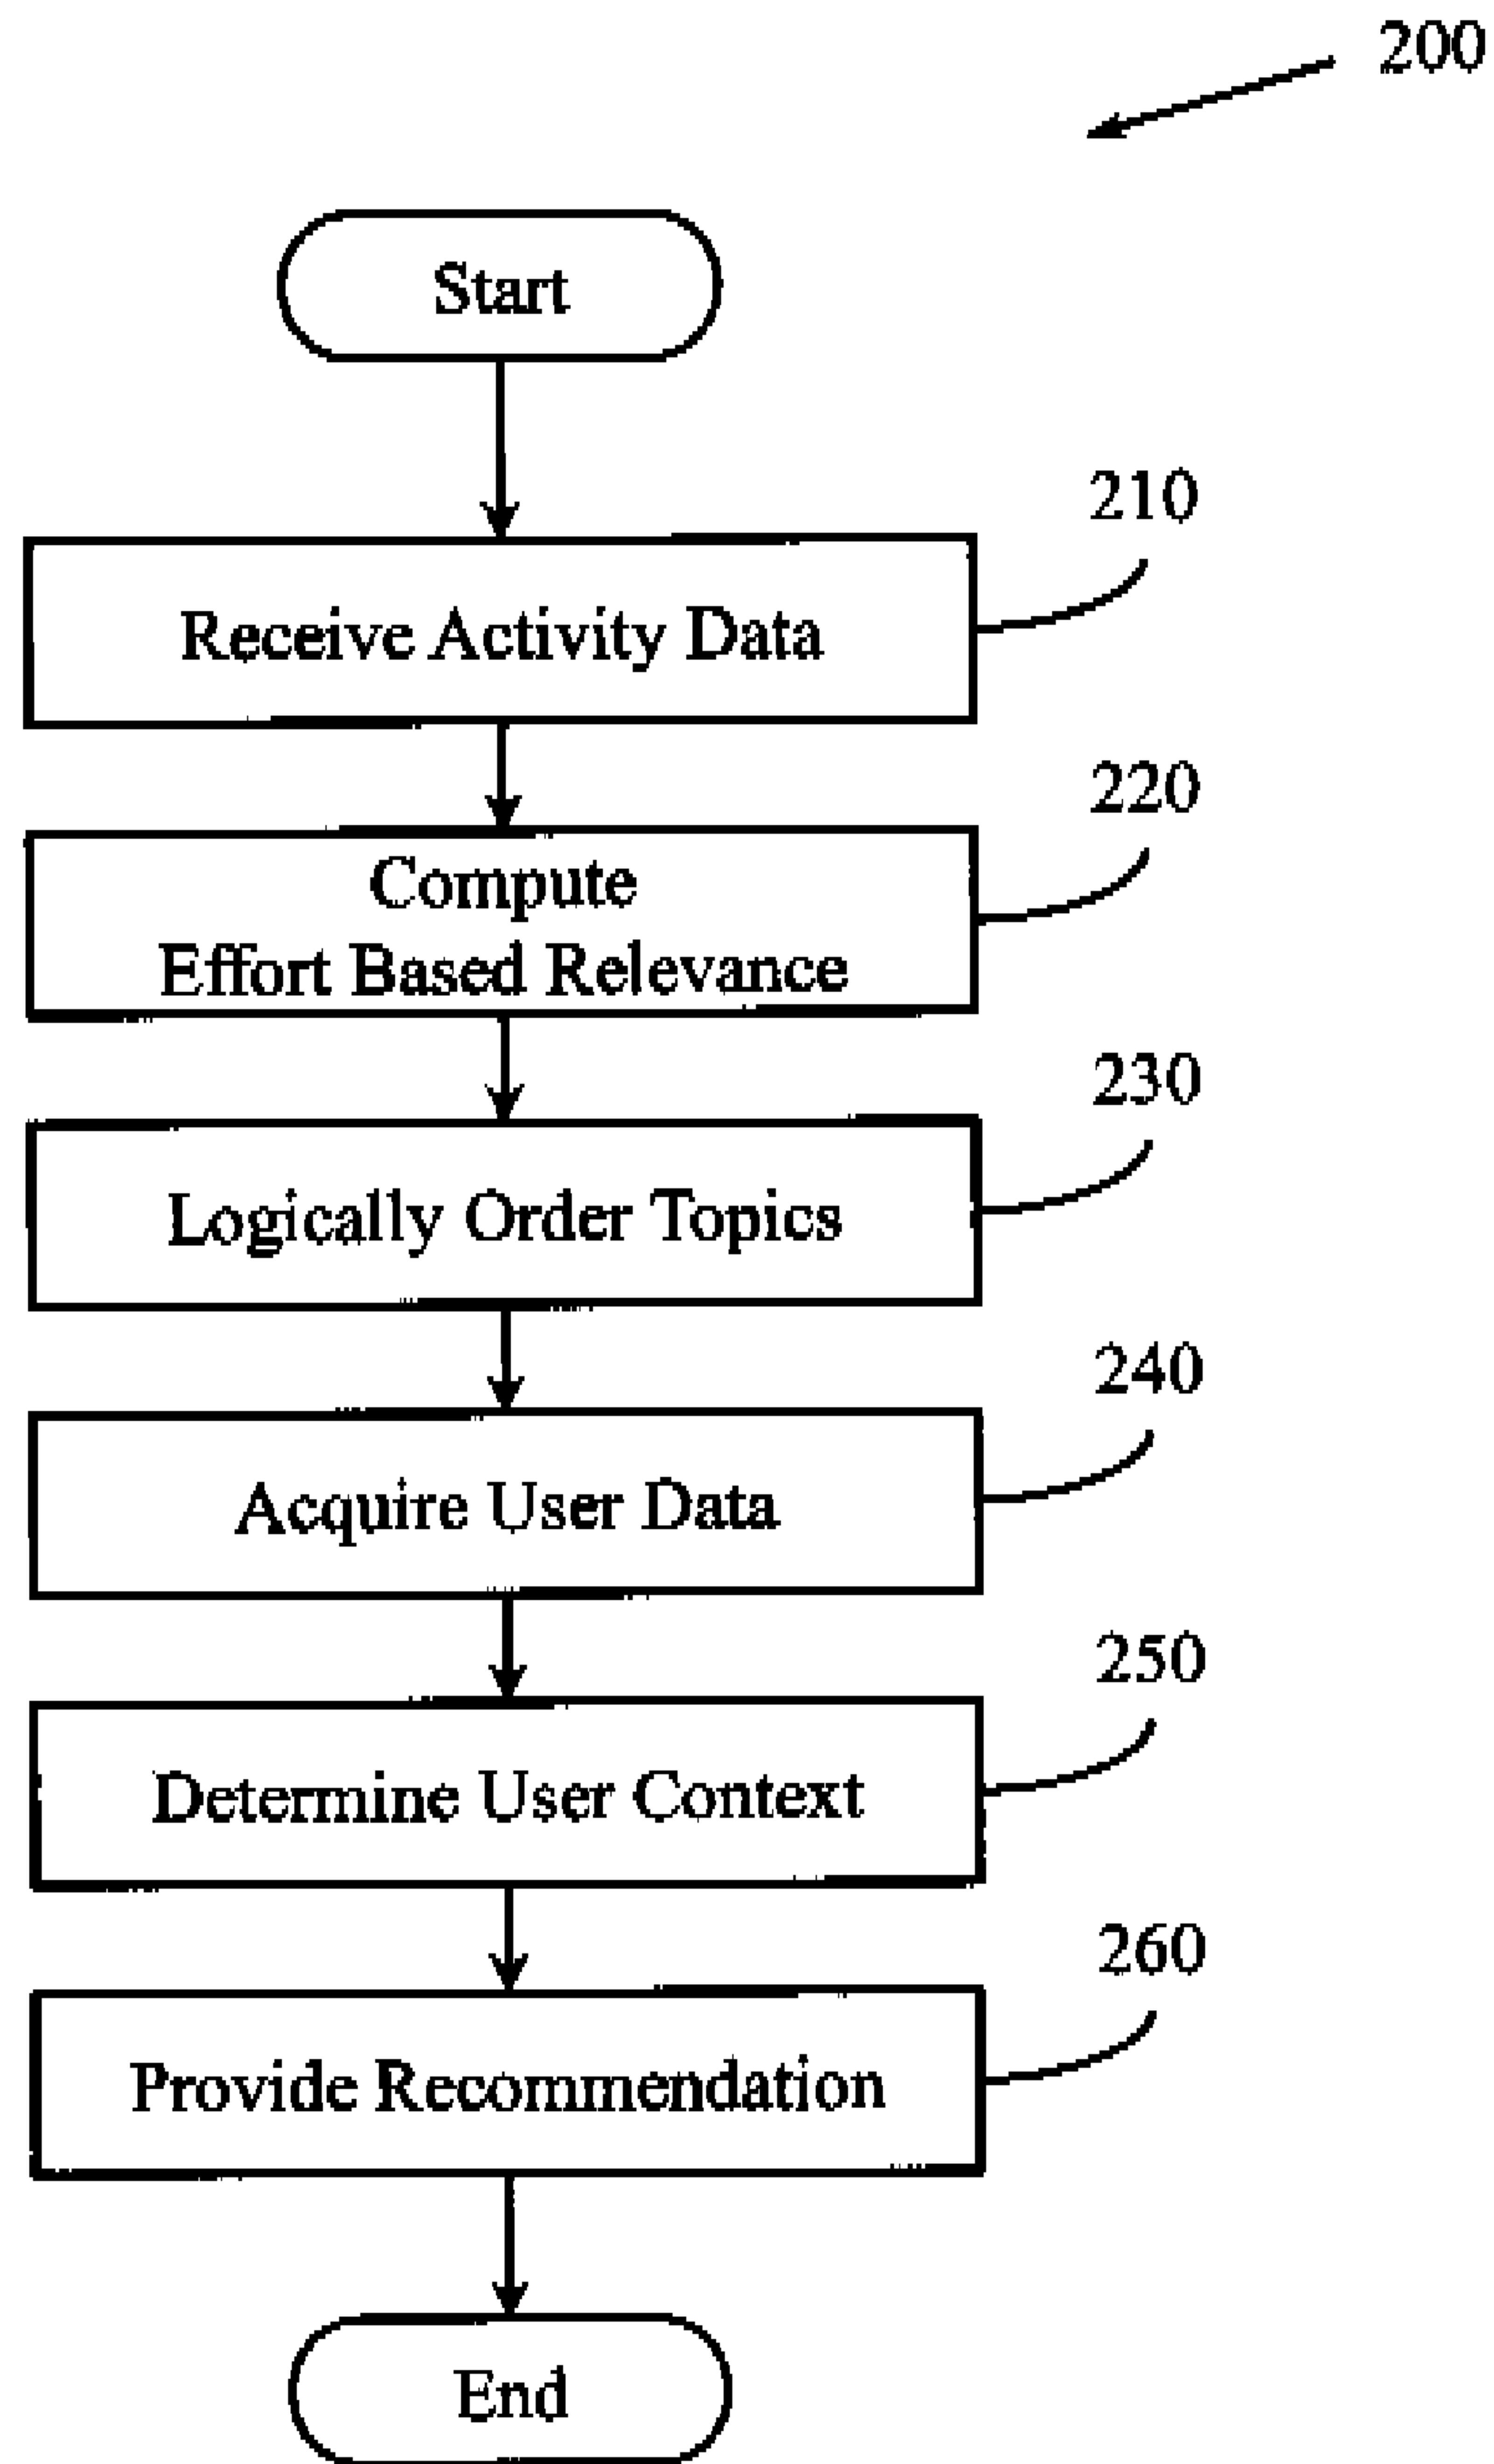 200
Start
210
Receive Activity Data
220
Compute
Effort Based Relevance
230
Logically Order Topics
240
Acquire User Data
250
Determine User Context
260
Provide Recommendation
End